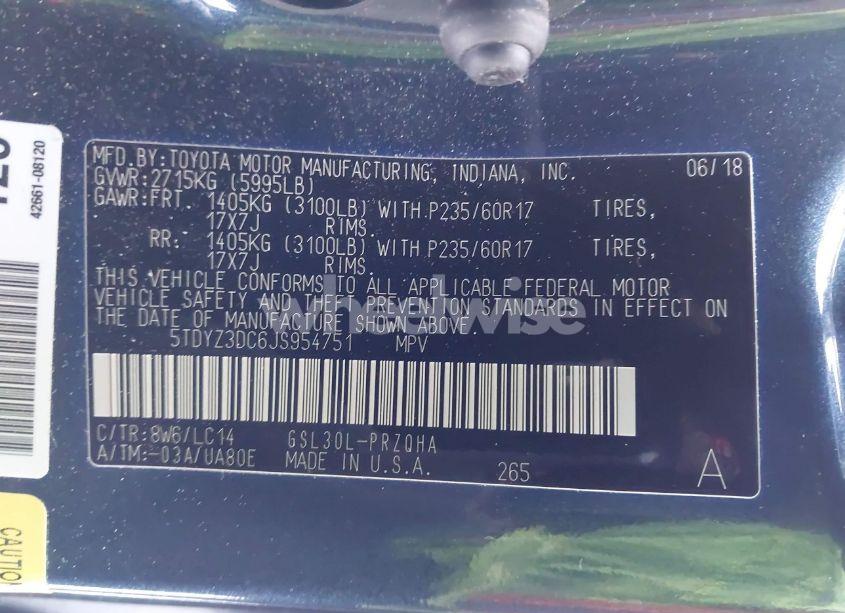 42661-08120
MFD.BY:TOYOTA MOTOR MANUFACTURING, INDIANA, INC. 06/18
GVWR:2715KG (5995LB)
GAWR:FRT. 1405KG (3100LB) WITH P235/60R17 TIRES,
17X7J RIMS.
RR: 1405KG (3100LB) WITH P235/60R17 TIRES,
17X7J RIMS.
THIS VEHICLE CONFORMS TO ALL APPLICABLE FEDERAL MOTOR
VEHICLE SAFETY AND THEFT PREVENTION STANDARDS IN EFFECT ON
THE DATE OF MANUFACTURE SHOWN ABOVE.
5TDYZ3DC6JS954751 MPV
C/TR:8W6/LC14 GSL30L-PRZQHA
A/TM:-03A/UA80E MADE IN U.S.A. 265 A
CAUTION
wheelwise